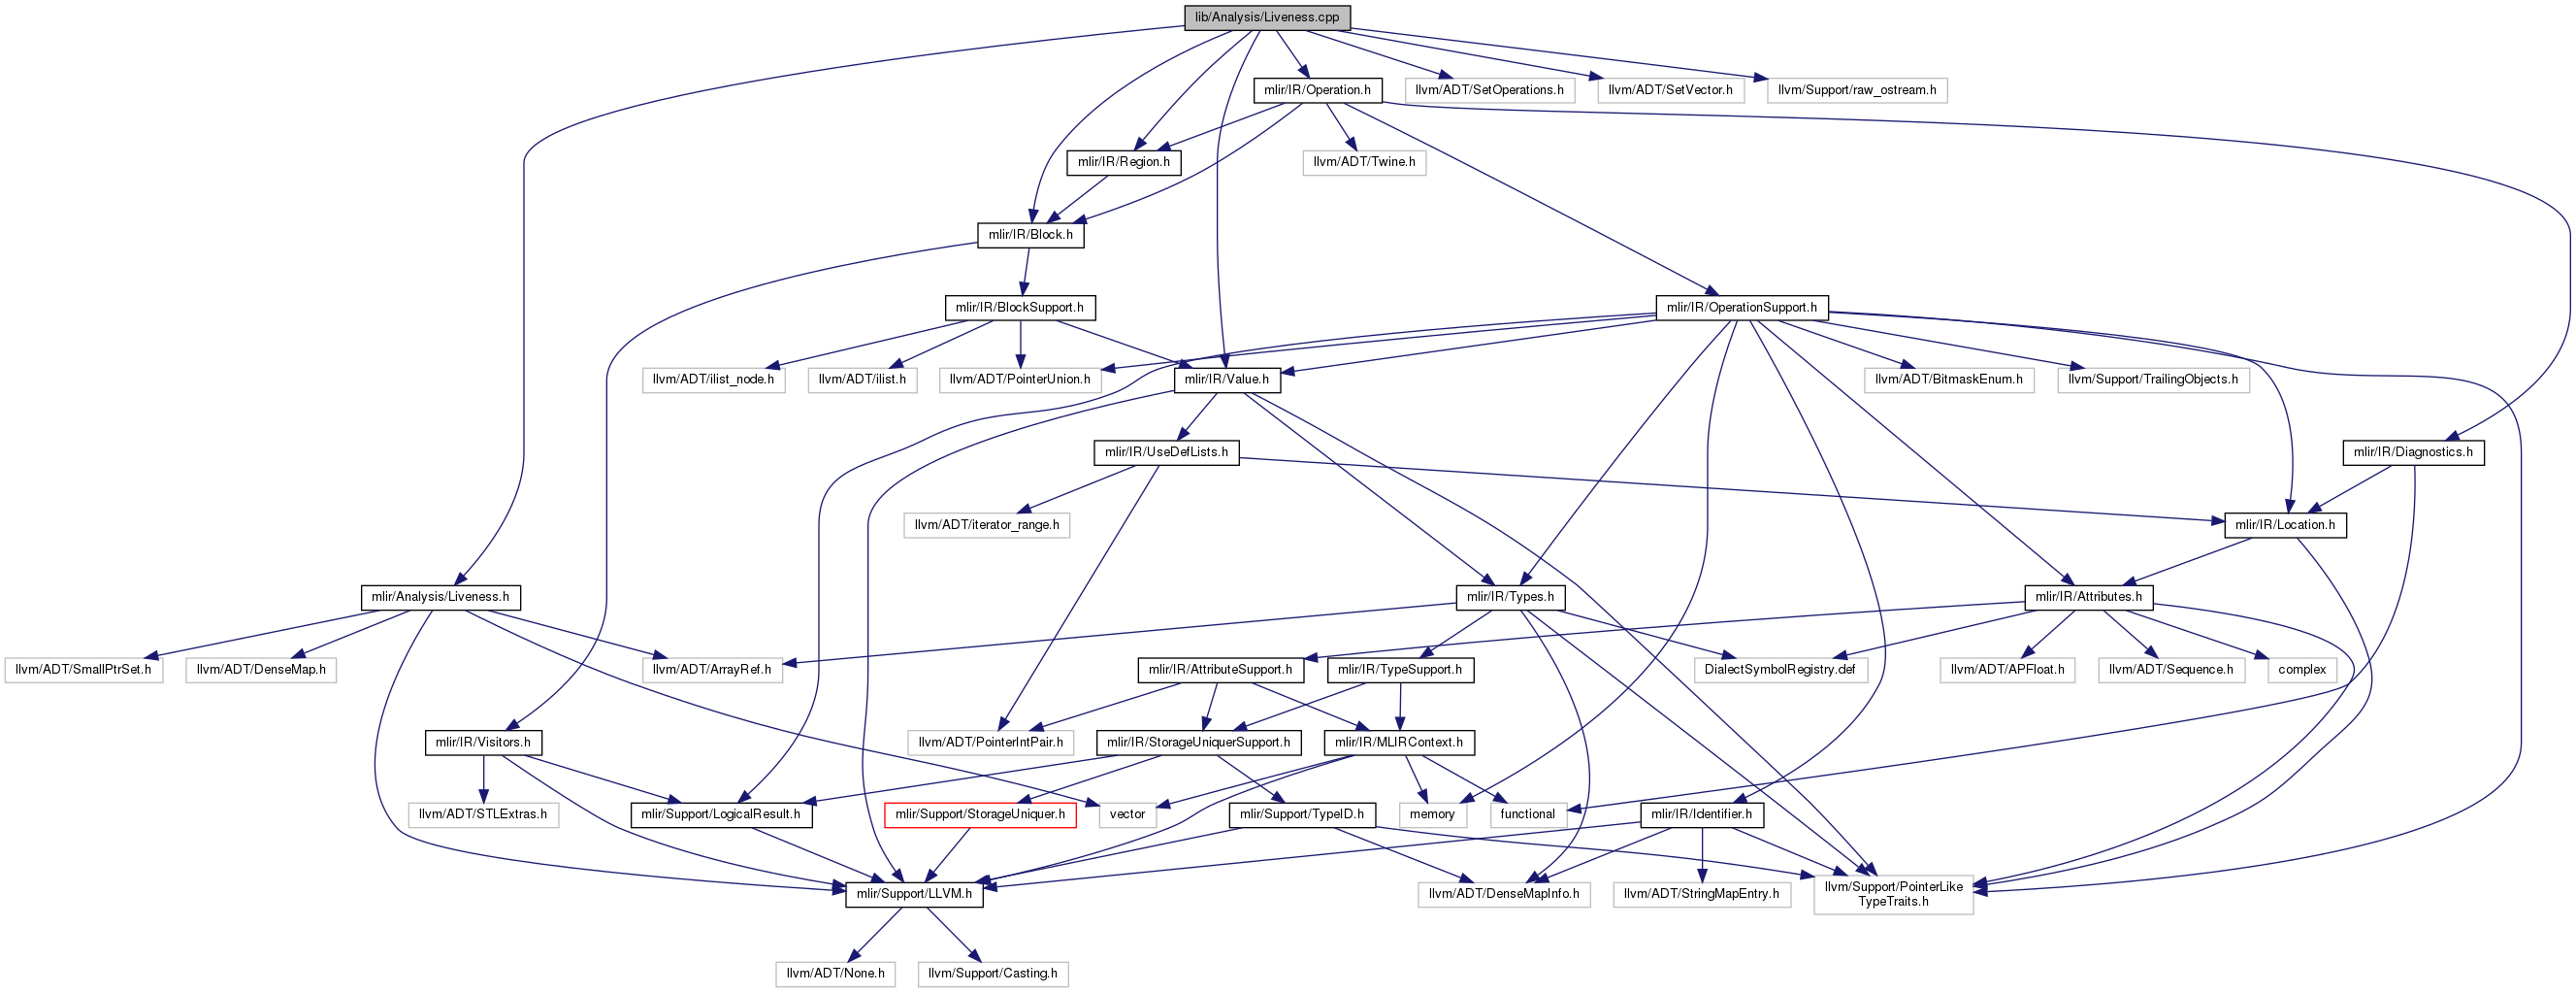 lib/Analysis/Liveness.cpp
mlir/IR/Operation.h
llvm/ADT/SetOperations.h
llvm/ADT/SetVector.h
llvm/Support/raw_ostream.h
mlir/IR/Region.h
llvm/ADT/Twine.h
mlir/IR/Block.h
mlir/IR/BlockSupport.h
mlir/IR/OperationSupport.h
llvm/ADT/ilist_node.h
llvm/ADT/ilist.h
llvm/ADT/PointerUnion.h
mlir/IR/Value.h
llvm/ADT/BitmaskEnum.h
llvm/Support/TrailingObjects.h
mlir/IR/UseDefLists.h
mlir/IR/Diagnostics.h
llvm/ADT/iterator_range.h
mlir/IR/Location.h
mlir/Analysis/Liveness.h
mlir/IR/Types.h
mlir/IR/Attributes.h
llvm/ADT/SmallPtrSet.h
llvm/ADT/DenseMap.h
llvm/ADT/ArrayRef.h
mlir/IR/AttributeSupport.h
mlir/IR/TypeSupport.h
DialectSymbolRegistry.def
llvm/ADT/APFloat.h
llvm/ADT/Sequence.h
complex
mlir/IR/Visitors.h
llvm/ADT/PointerIntPair.h
mlir/IR/StorageUniquerSupport.h
mlir/IR/MLIRContext.h
llvm/ADT/STLExtras.h
mlir/Support/LogicalResult.h
mlir/Support/StorageUniquer.h
vector
mlir/Support/TypeID.h
memory
functional
mlir/IR/Identifier.h
mlir/Support/LLVM.h
llvm/ADT/DenseMapInfo.h
llvm/ADT/StringMapEntry.h
llvm/Support/PointerLike
TypeTraits.h
llvm/ADT/None.h
llvm/Support/Casting.h